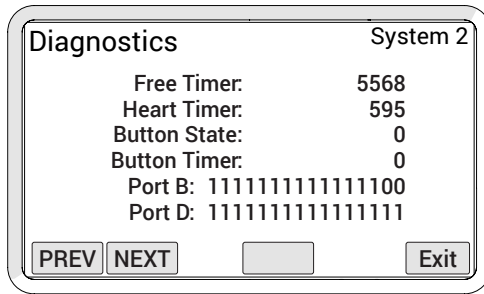 Diagnostics System 2
Free Timer: 5568
Heart Timer: 595
Button State: 0
Button Timer: 0
Port B: 1111111111111100
Port D: 1111111111111111
PREV NEXT Exit